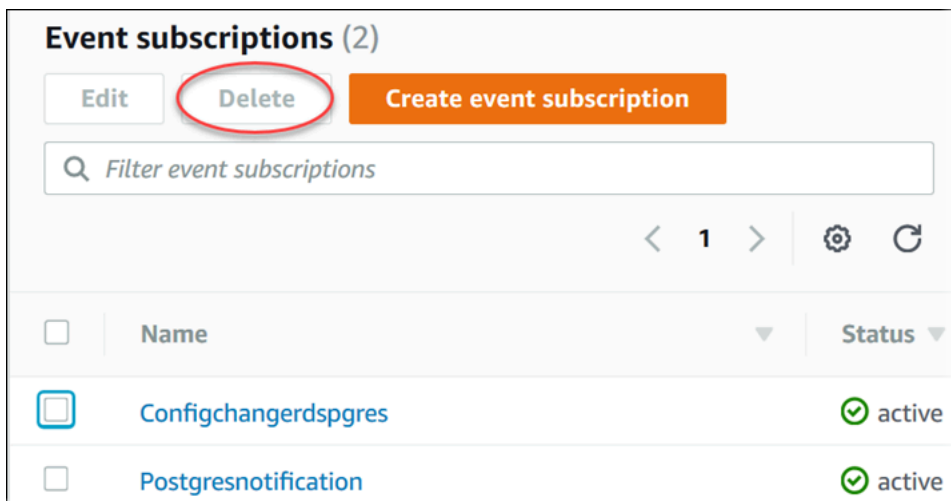 Event subscriptions (2)
Edit Delete Create event subscription
Filter event subscriptions
1
Name Status
Configchangerdspgres active
Postgresnotification active